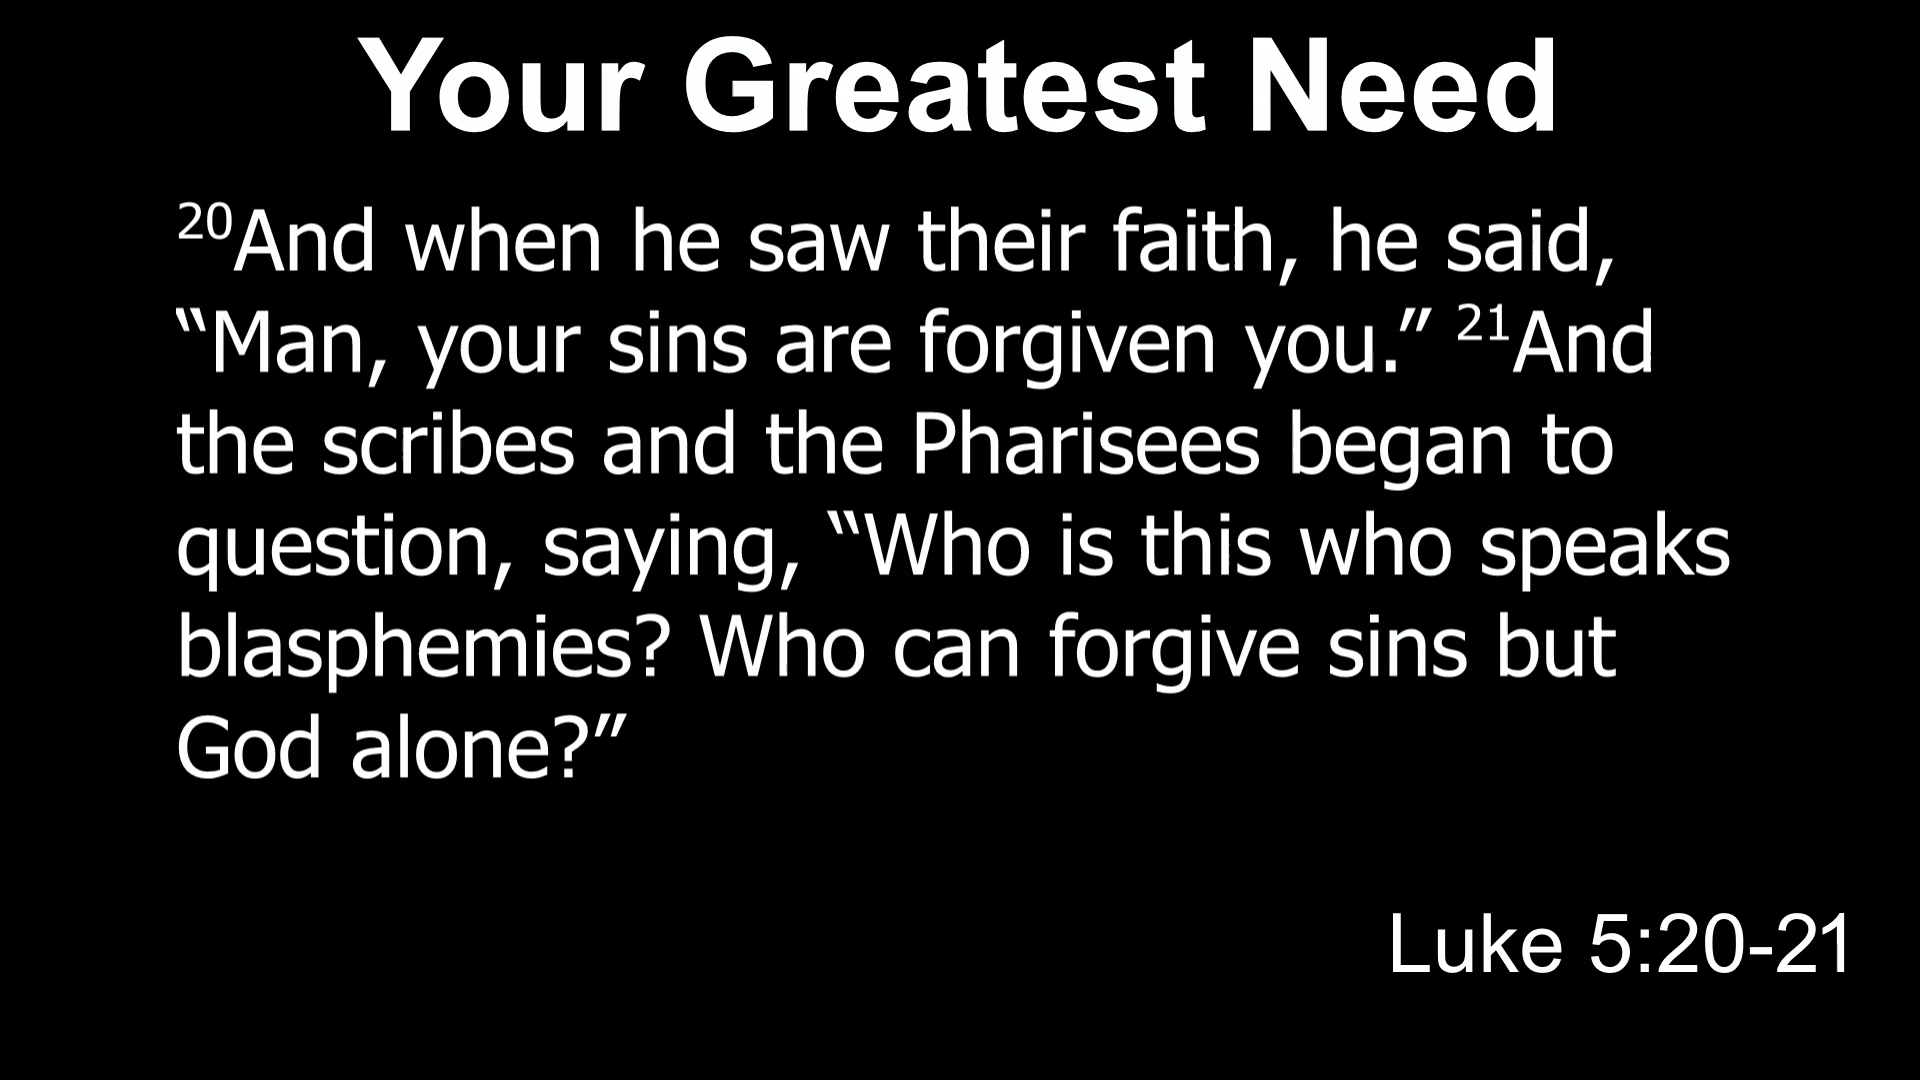 Your Greatest Need
²⁰And when he saw their faith, he said,
“Man, your sins are forgiven you.” ²¹And
the scribes and the Pharisees began to
question, saying, “Who is this who speaks
blasphemies? Who can forgive sins but
God alone?”
Luke 5:20-21